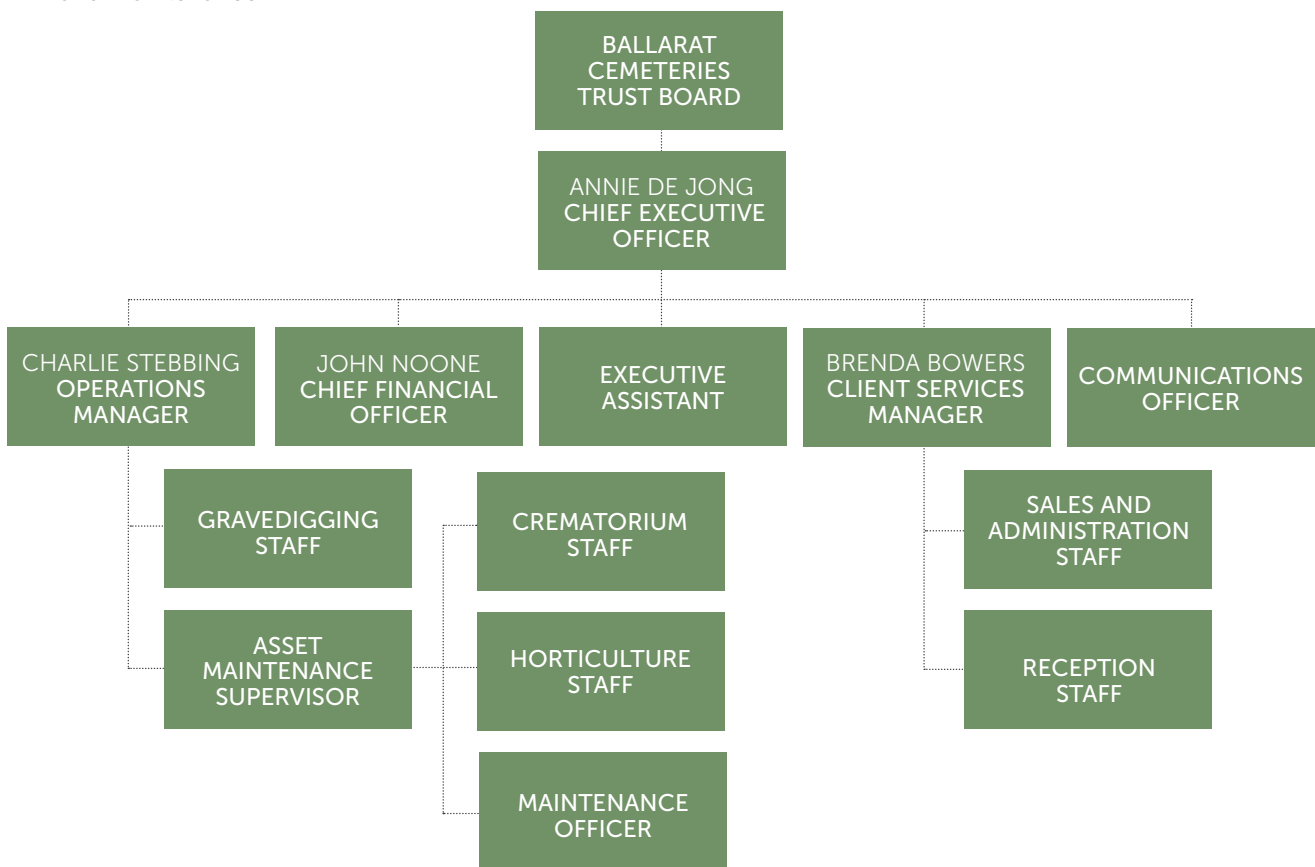 BALLARAT
CEMETERIES
TRUST BOARD
ANNIE DE JONG
CHIEF EXECUTIVE
OFFICER
CHARLIE STEBBING
OPERATIONS
MANAGER
JOHN NOONE
CHIEF FINANCIAL
OFFICER
EXECUTIVE
ASSISTANT
BRENDA BOWERS
CLIENT SERVICES
MANAGER
COMMUNICATIONS
OFFICER
GRAVEDIGGING
STAFF
ASSET
MAINTENANCE
SUPERVISOR
CREMATORIUM
STAFF
HORTICULTURE
STAFF
MAINTENANCE
OFFICER
SALES AND
ADMINISTRATION
STAFF
RECEPTION
STAFF